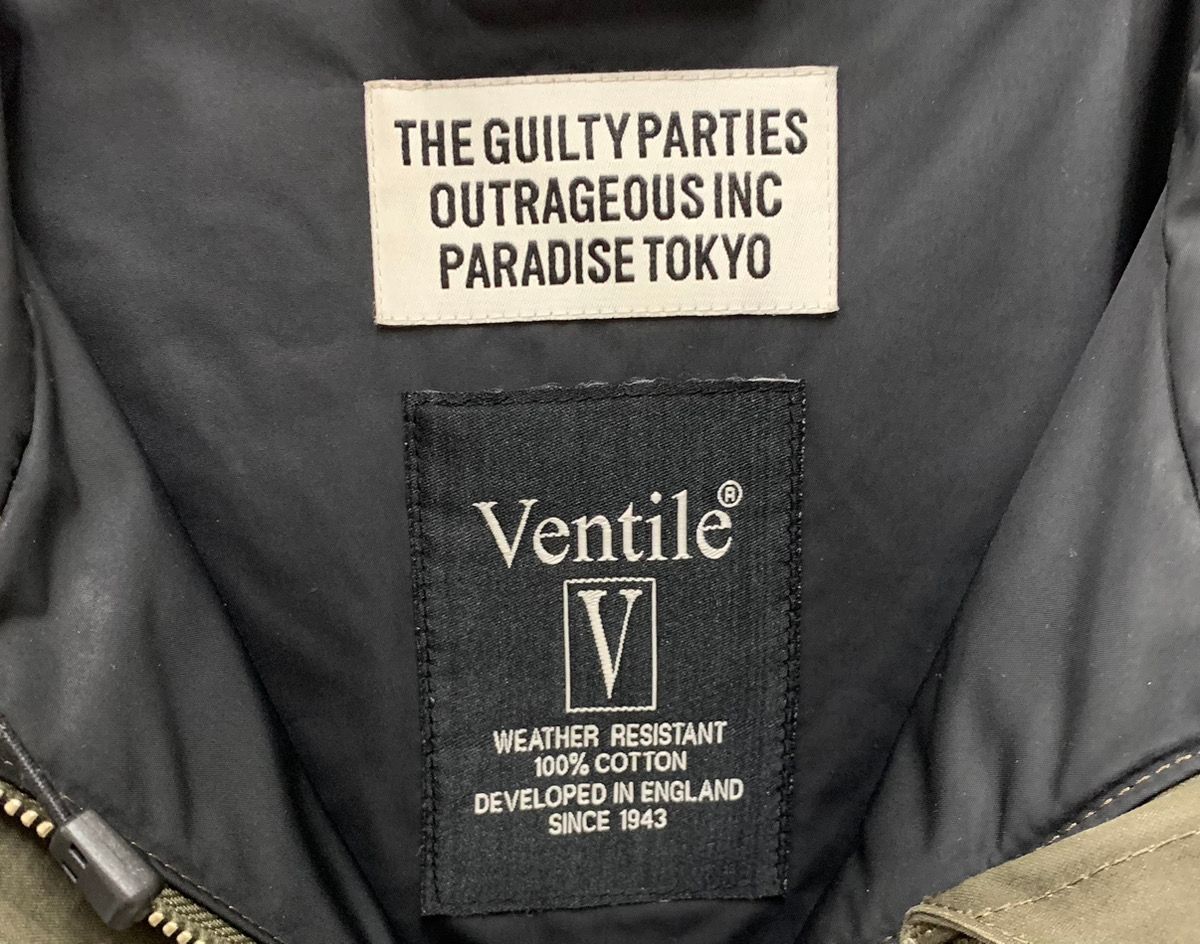 THE GUILTY PARTIES
OUTRAGEOUS INC
PARADISE TOKYO
Ventile®
V
WEATHER RESISTANT
100% COTTON
DEVELOPED IN ENGLAND
SINCE 1943